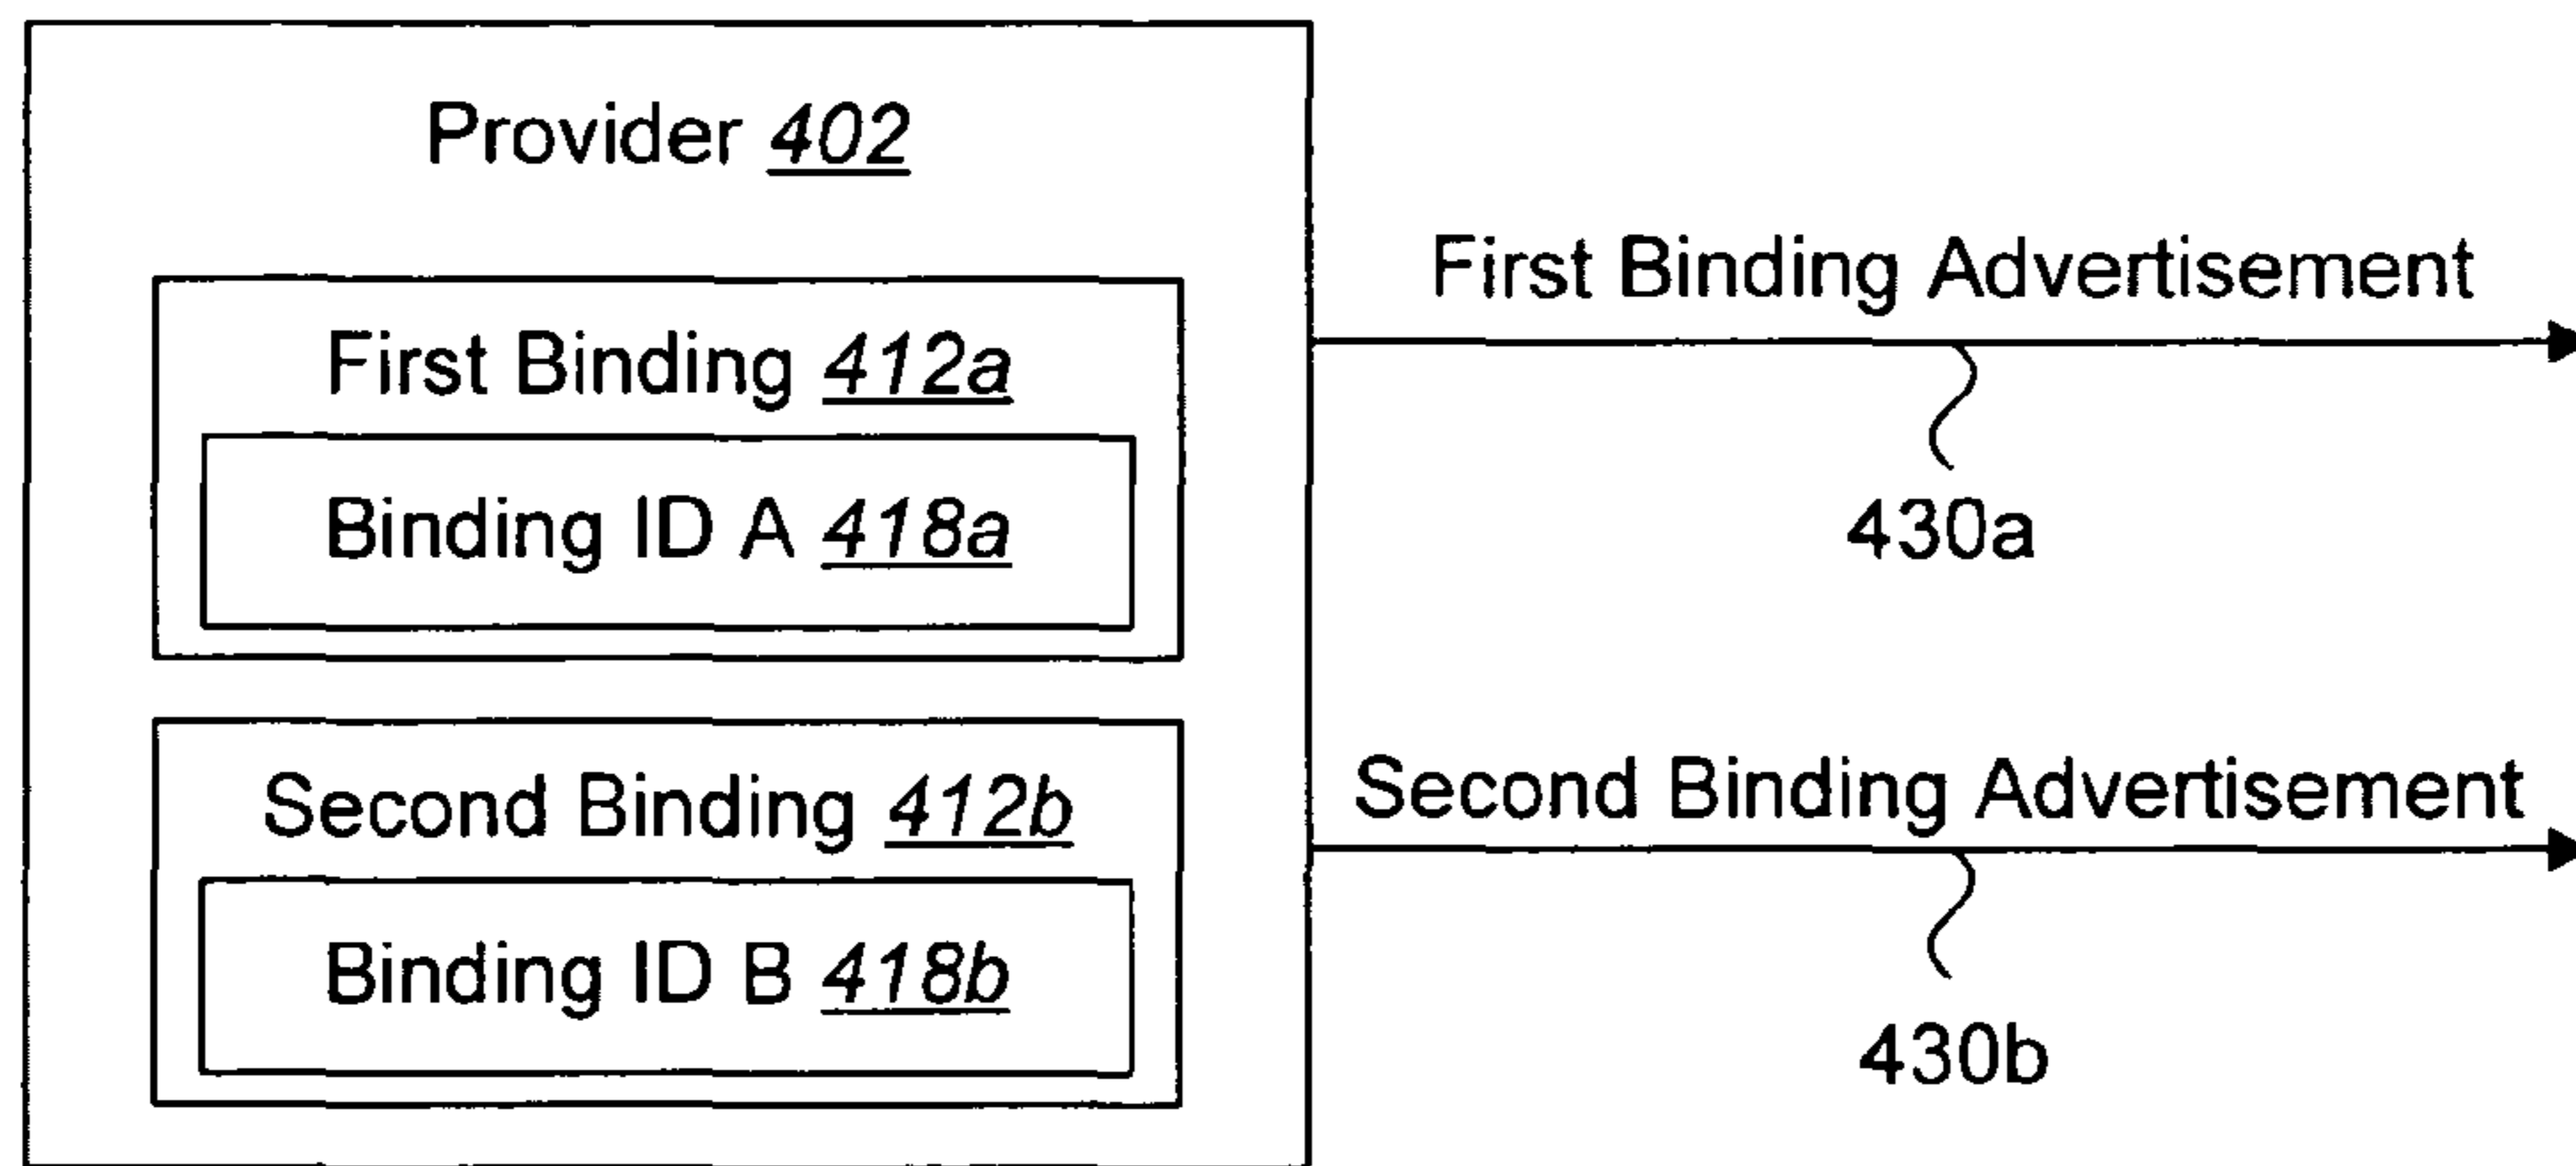 Provider 402
First Binding 412a
Binding ID A 418a
Second Binding 412b
Binding ID B 418b
First Binding Advertisement
430a
Second Binding Advertisement
430b